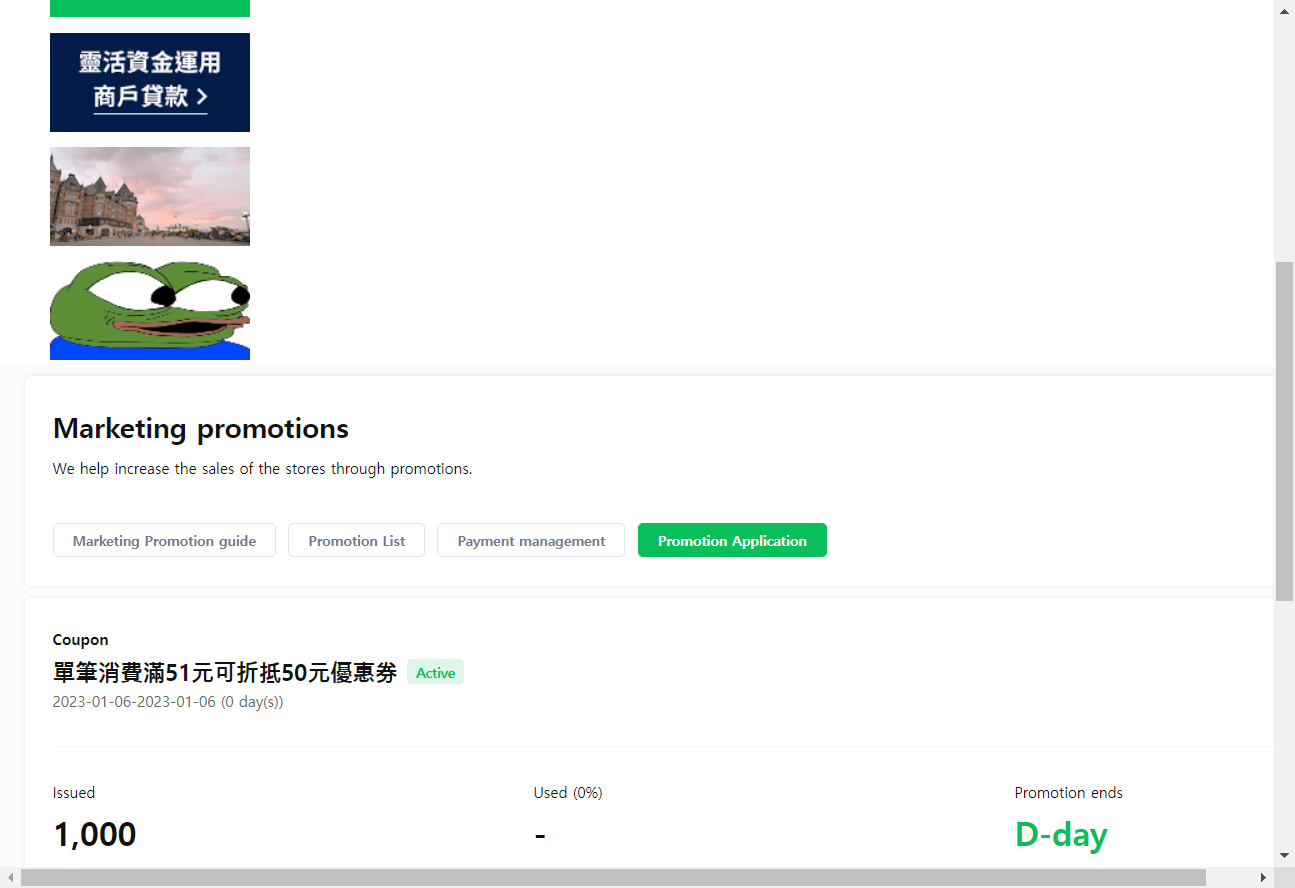 靈活資金運用
商戶貸款 >
Marketing promotions
We help increase the sales of the stores through promotions.
Marketing Promotion guide
Promotion List
Payment management
Promotion Application
Coupon
單筆消費滿51元可折抵50元優惠券 Active
2023-01-06-2023-01-06 (0 day(s))
Issued
1,000
Used (0%)
-
Promotion ends
D-day